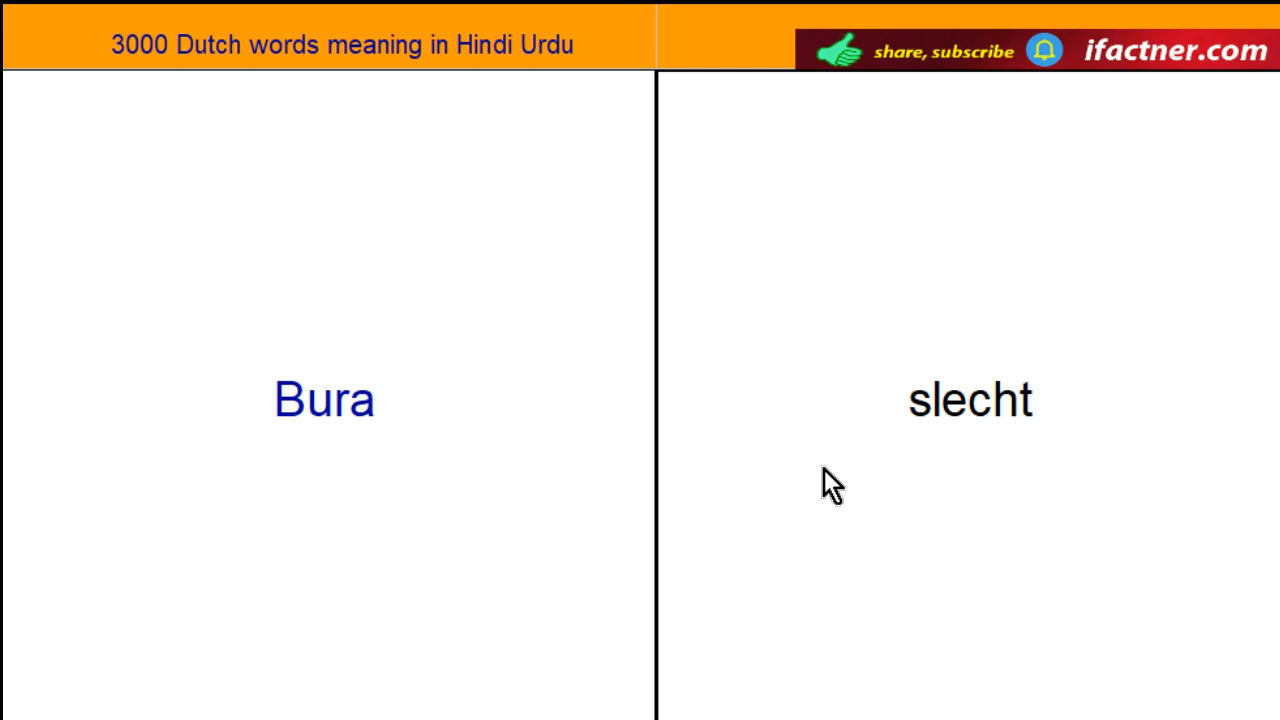 3000 Dutch words meaning in Hindi Urdu
share, subscribe
ifactner.com
Bura
slecht